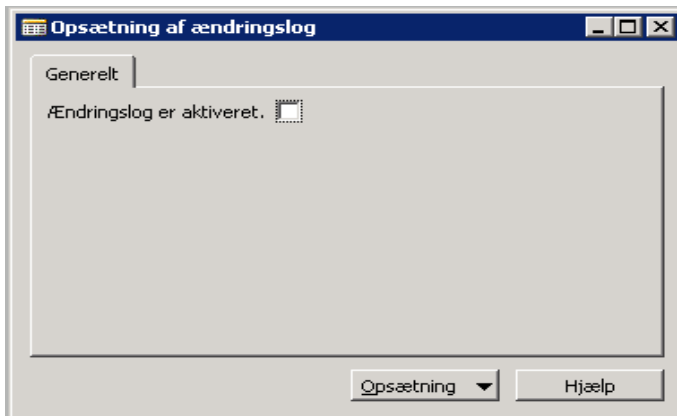 Opsætning af ændringslog
Generelt
Ændringslog er aktiveret.
Opsætning
Hjælp